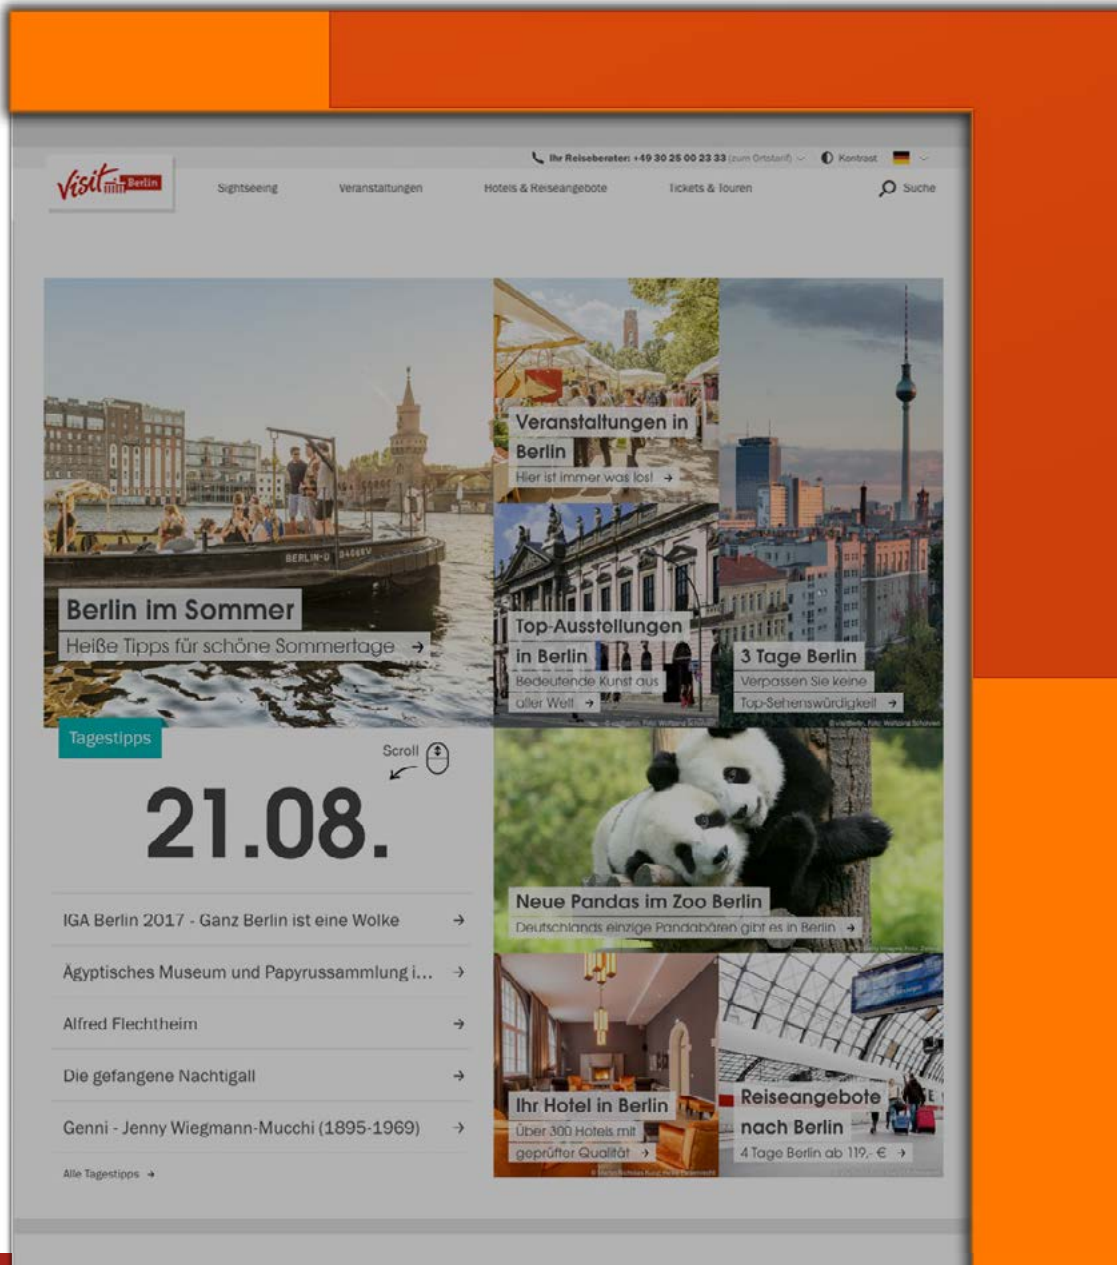 Ihr Reiseberater: +49 30 25 00 23 33 (zum Ortstarif)
Kontrast
Visit Berlin
Sightseeing
Veranstaltungen
Hotels & Reiseangebote
Tickets & Touren
Suche
BERLIN-D
Berlin im Sommer
Heiße Tipps für schöne Sommertage →
Veranstaltungen in
Berlin
Hier ist immer was los! →
Top-Ausstellungen
in Berlin
Bedeutende Kunst aus
aller Welt →
3 Tage Berlin
Verpassen Sie keine
Top-Sehenswürdigkeit →
Tagestipps
Scroll
21.08.
IGA Berlin 2017 - Ganz Berlin ist eine Wolke →
Ägyptisches Museum und Papyrussammlung i... →
Alfred Flechtheim →
Die gefangene Nachtigall →
Genni - Jenny Wiegmann-Mucchi (1895-1969) →
Alle Tagestipps →
Neue Pandas im Zoo Berlin
Deutschlands einzige Pandabären gibt es in Berlin →
Ihr Hotel in Berlin
Über 300 Hotels mit
geprüfter Qualität →
Reiseangebote
nach Berlin
4 Tage Berlin ab 119,- € →